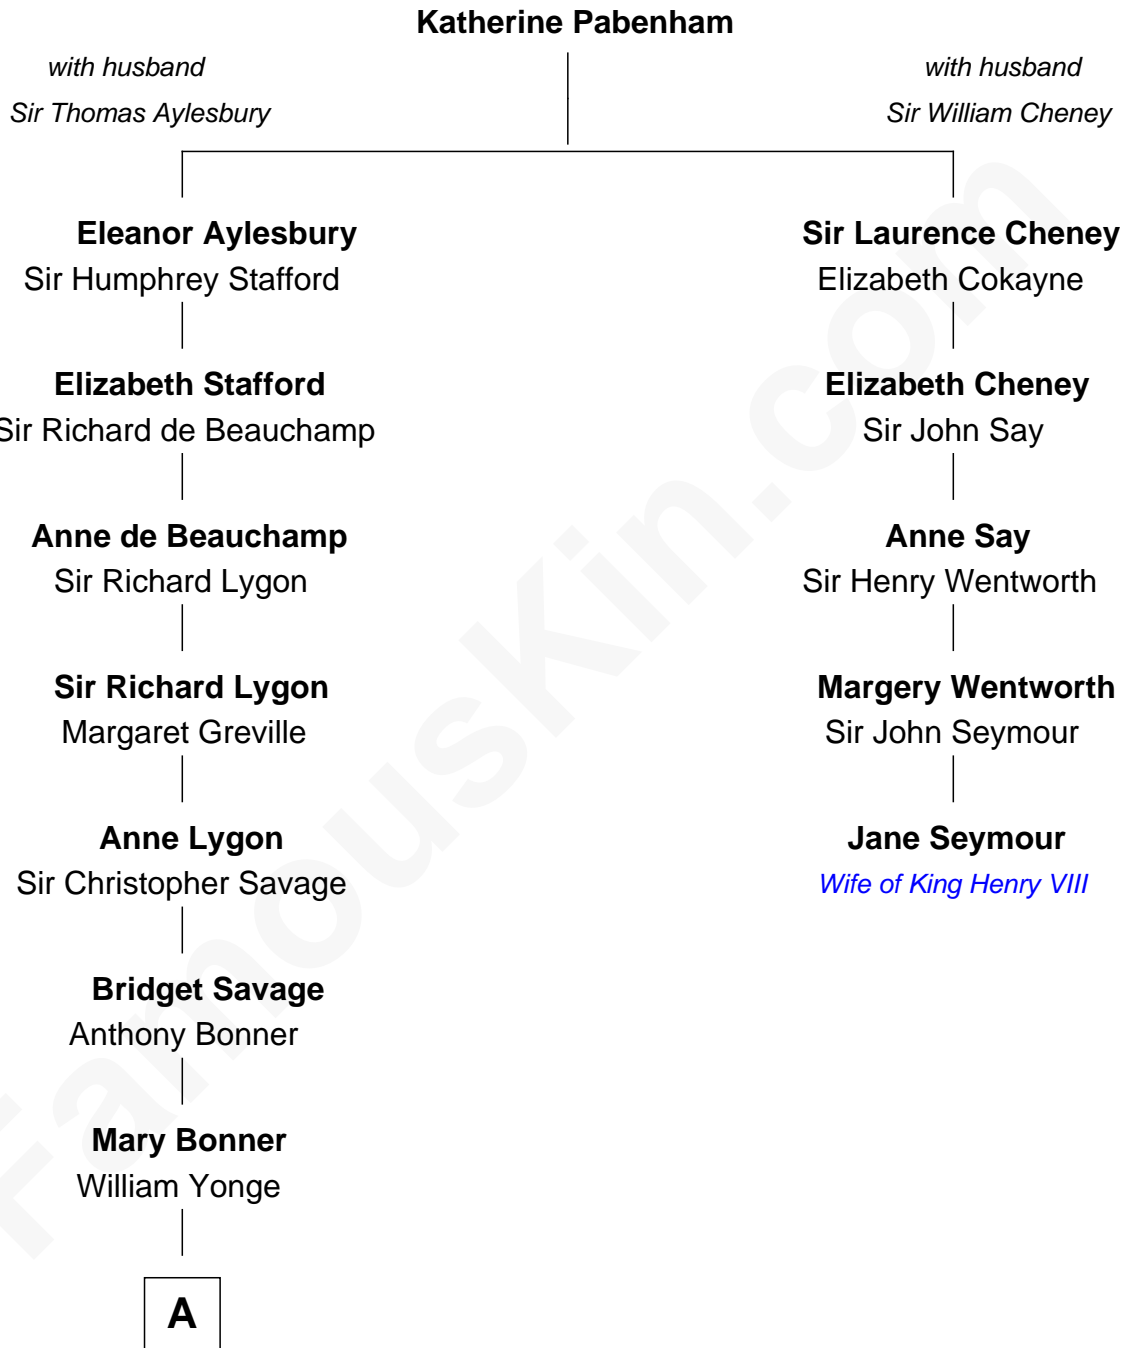 Katherine Pabenham
with husband
Sir Thomas Aylesbury
with husband
Sir William Cheney
Eleanor Aylesbury
Sir Humphrey Stafford
Elizabeth Stafford
Sir Richard de Beauchamp
Anne de Beauchamp
Sir Richard Lygon
Sir Richard Lygon
Margaret Greville
Anne Lygon
Sir Christopher Savage
Bridget Savage
Anthony Bonner
Mary Bonner
William Yonge
A
Sir Laurence Cheney
Elizabeth Cokayne
Elizabeth Cheney
Sir John Say
Anne Say
Sir Henry Wentworth
Margery Wentworth
Sir John Seymour
Jane Seymour
Wife of King Henry VIII
FamousKin.com